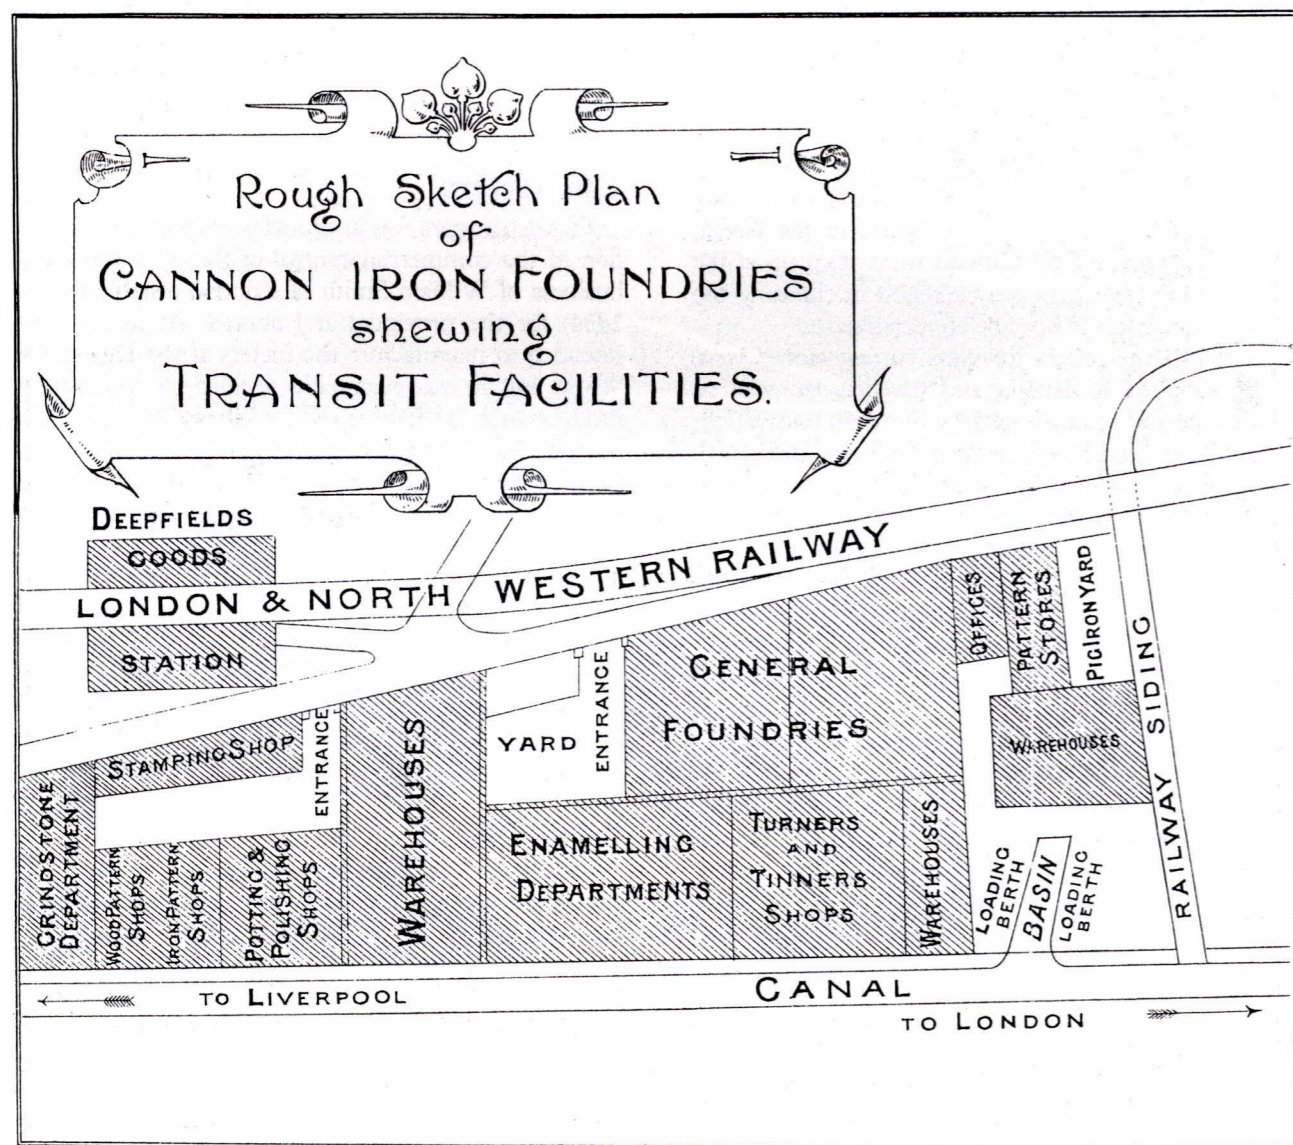 Rough Sketch Plan
of
CANNON IRON FOUNDRIES
shewing
TRANSIT FACILITIES.
DEEPFIELDS
GOODS
STATION
LONDON & NORTH WESTERN RAILWAY
STAMPING SHOP
ENTRANCE
WAREHOUSES
YARD
ENTRANCE
GENERAL
FOUNDRIES
OFFICES
PATTERN
STORES
PIG IRON YARD
WAREHOUSES
RAILWAY SIDING
GRINDSTONE
DEPARTMENT
WOOD PATTERN
SHOPS
IRON PATTERN
SHOPS
POTTING &
POLISHING
SHOPS
ENAMELLING
DEPARTMENTS
TURNERS
AND
TINNERS
SHOPS
WAREHOUSES
LOADING
BERTH
BASIN
LOADING
BERTH
TO LIVERPOOL
CANAL
TO LONDON